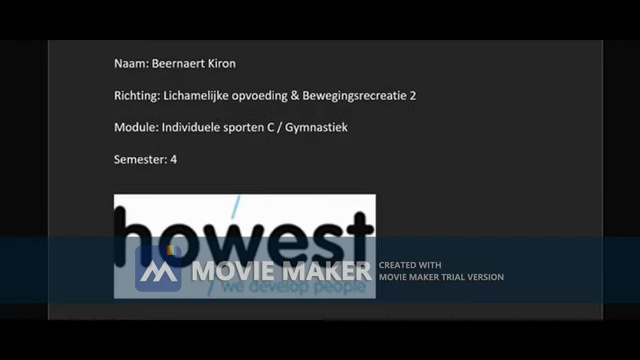 Naam: Beernaert Kiron
Richting: Lichamelijke opvoeding & Bewegingsrecreatie 2
Module: Individuele sporten C / Gymnastiek
Semester: 4
howest
MOVIE MAKER
CREATED WITH
MOVIE MAKER TRIAL VERSION
we develop people